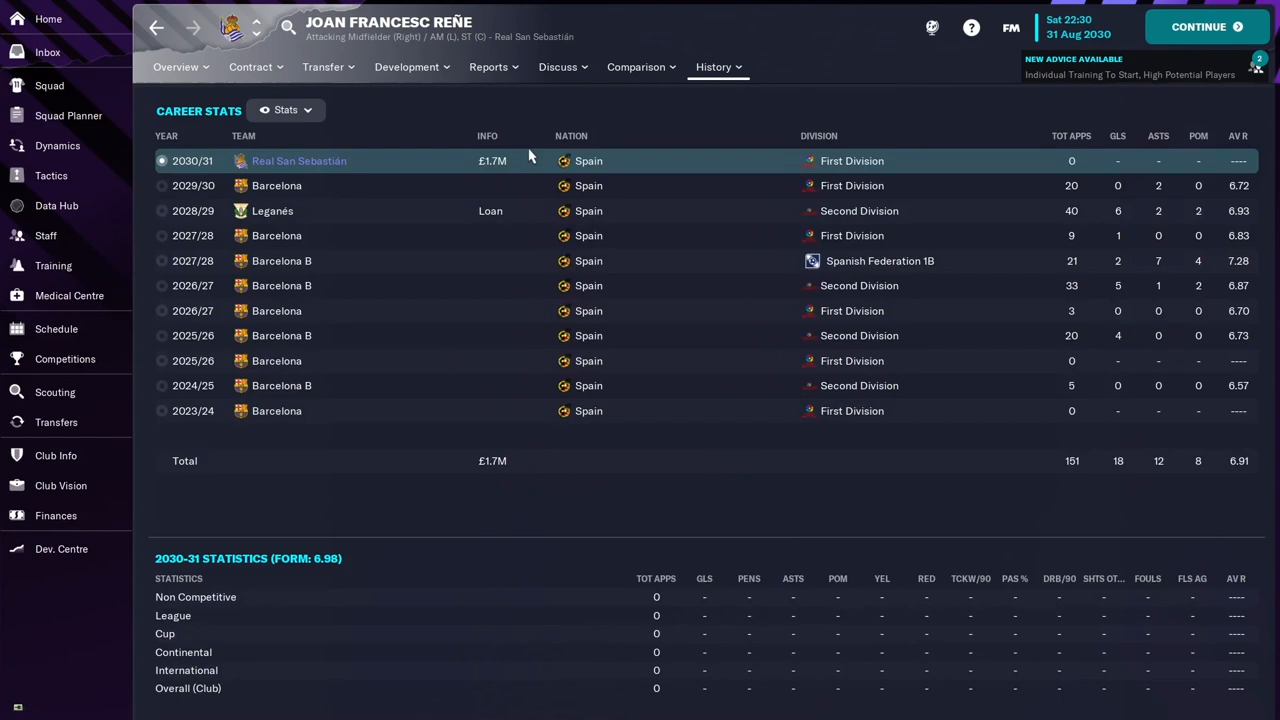 Home
Inbox
Squad
Squad Planner
Dynamics
Tactics
Data Hub
Staff
Training
Medical Centre
Schedule
Competitions
Scouting
Transfers
Club Info
Club Vision
Finances
Dev. Centre
JOAN FRANCESC REÑE
Attacking Midfielder (Right) / AM (L), ST (C) - Real San Sebastián
FM
Sat 22:30
31 Aug 2030
CONTINUE
Overview Contract Transfer Development Reports Discuss Comparison History
NEW ADVICE AVAILABLE
Individual Training To Start, High Potential Players
2
CAREER STATS Stats
YEAR TEAM INFO NATION DIVISION TOT APPS GLS ASTS POM AV R
2030/31 Real San Sebastián £1.7M Spain First Division 0 - - - ----
2029/30 Barcelona Spain First Division 20 0 2 0 6.72
2028/29 Leganés Loan Spain Second Division 40 6 2 2 6.93
2027/28 Barcelona Spain First Division 9 1 0 0 6.83
2027/28 Barcelona B Spain Spanish Federation 1B 21 2 7 4 7.28
2026/27 Barcelona B Spain Second Division 33 5 1 2 6.87
2026/27 Barcelona Spain First Division 3 0 0 0 6.70
2025/26 Barcelona B Spain Second Division 20 4 0 0 6.73
2025/26 Barcelona Spain First Division 0 - - - ----
2024/25 Barcelona B Spain Second Division 5 0 0 0 6.57
2023/24 Barcelona Spain First Division 0 - - - ----
Total £1.7M 151 18 12 8 6.91
2030-31 STATISTICS (FORM: 6.98)
STATISTICS TOT APPS GLS PENS ASTS POM YEL RED TCKW/90 PAS % DRB/90 SHTS OT... FOULS FLS AG AV R
Non Competitive 0 - - - - - - - - - - - - ----
League 0 - - - - - - - - - - - - ----
Cup 0 - - - - - - - - - - - - ----
Continental 0 - - - - - - - - - - - - ----
International 0 - - - - - - - - - - - - ----
Overall (Club) 0 - - - - - - - - - - - - ----